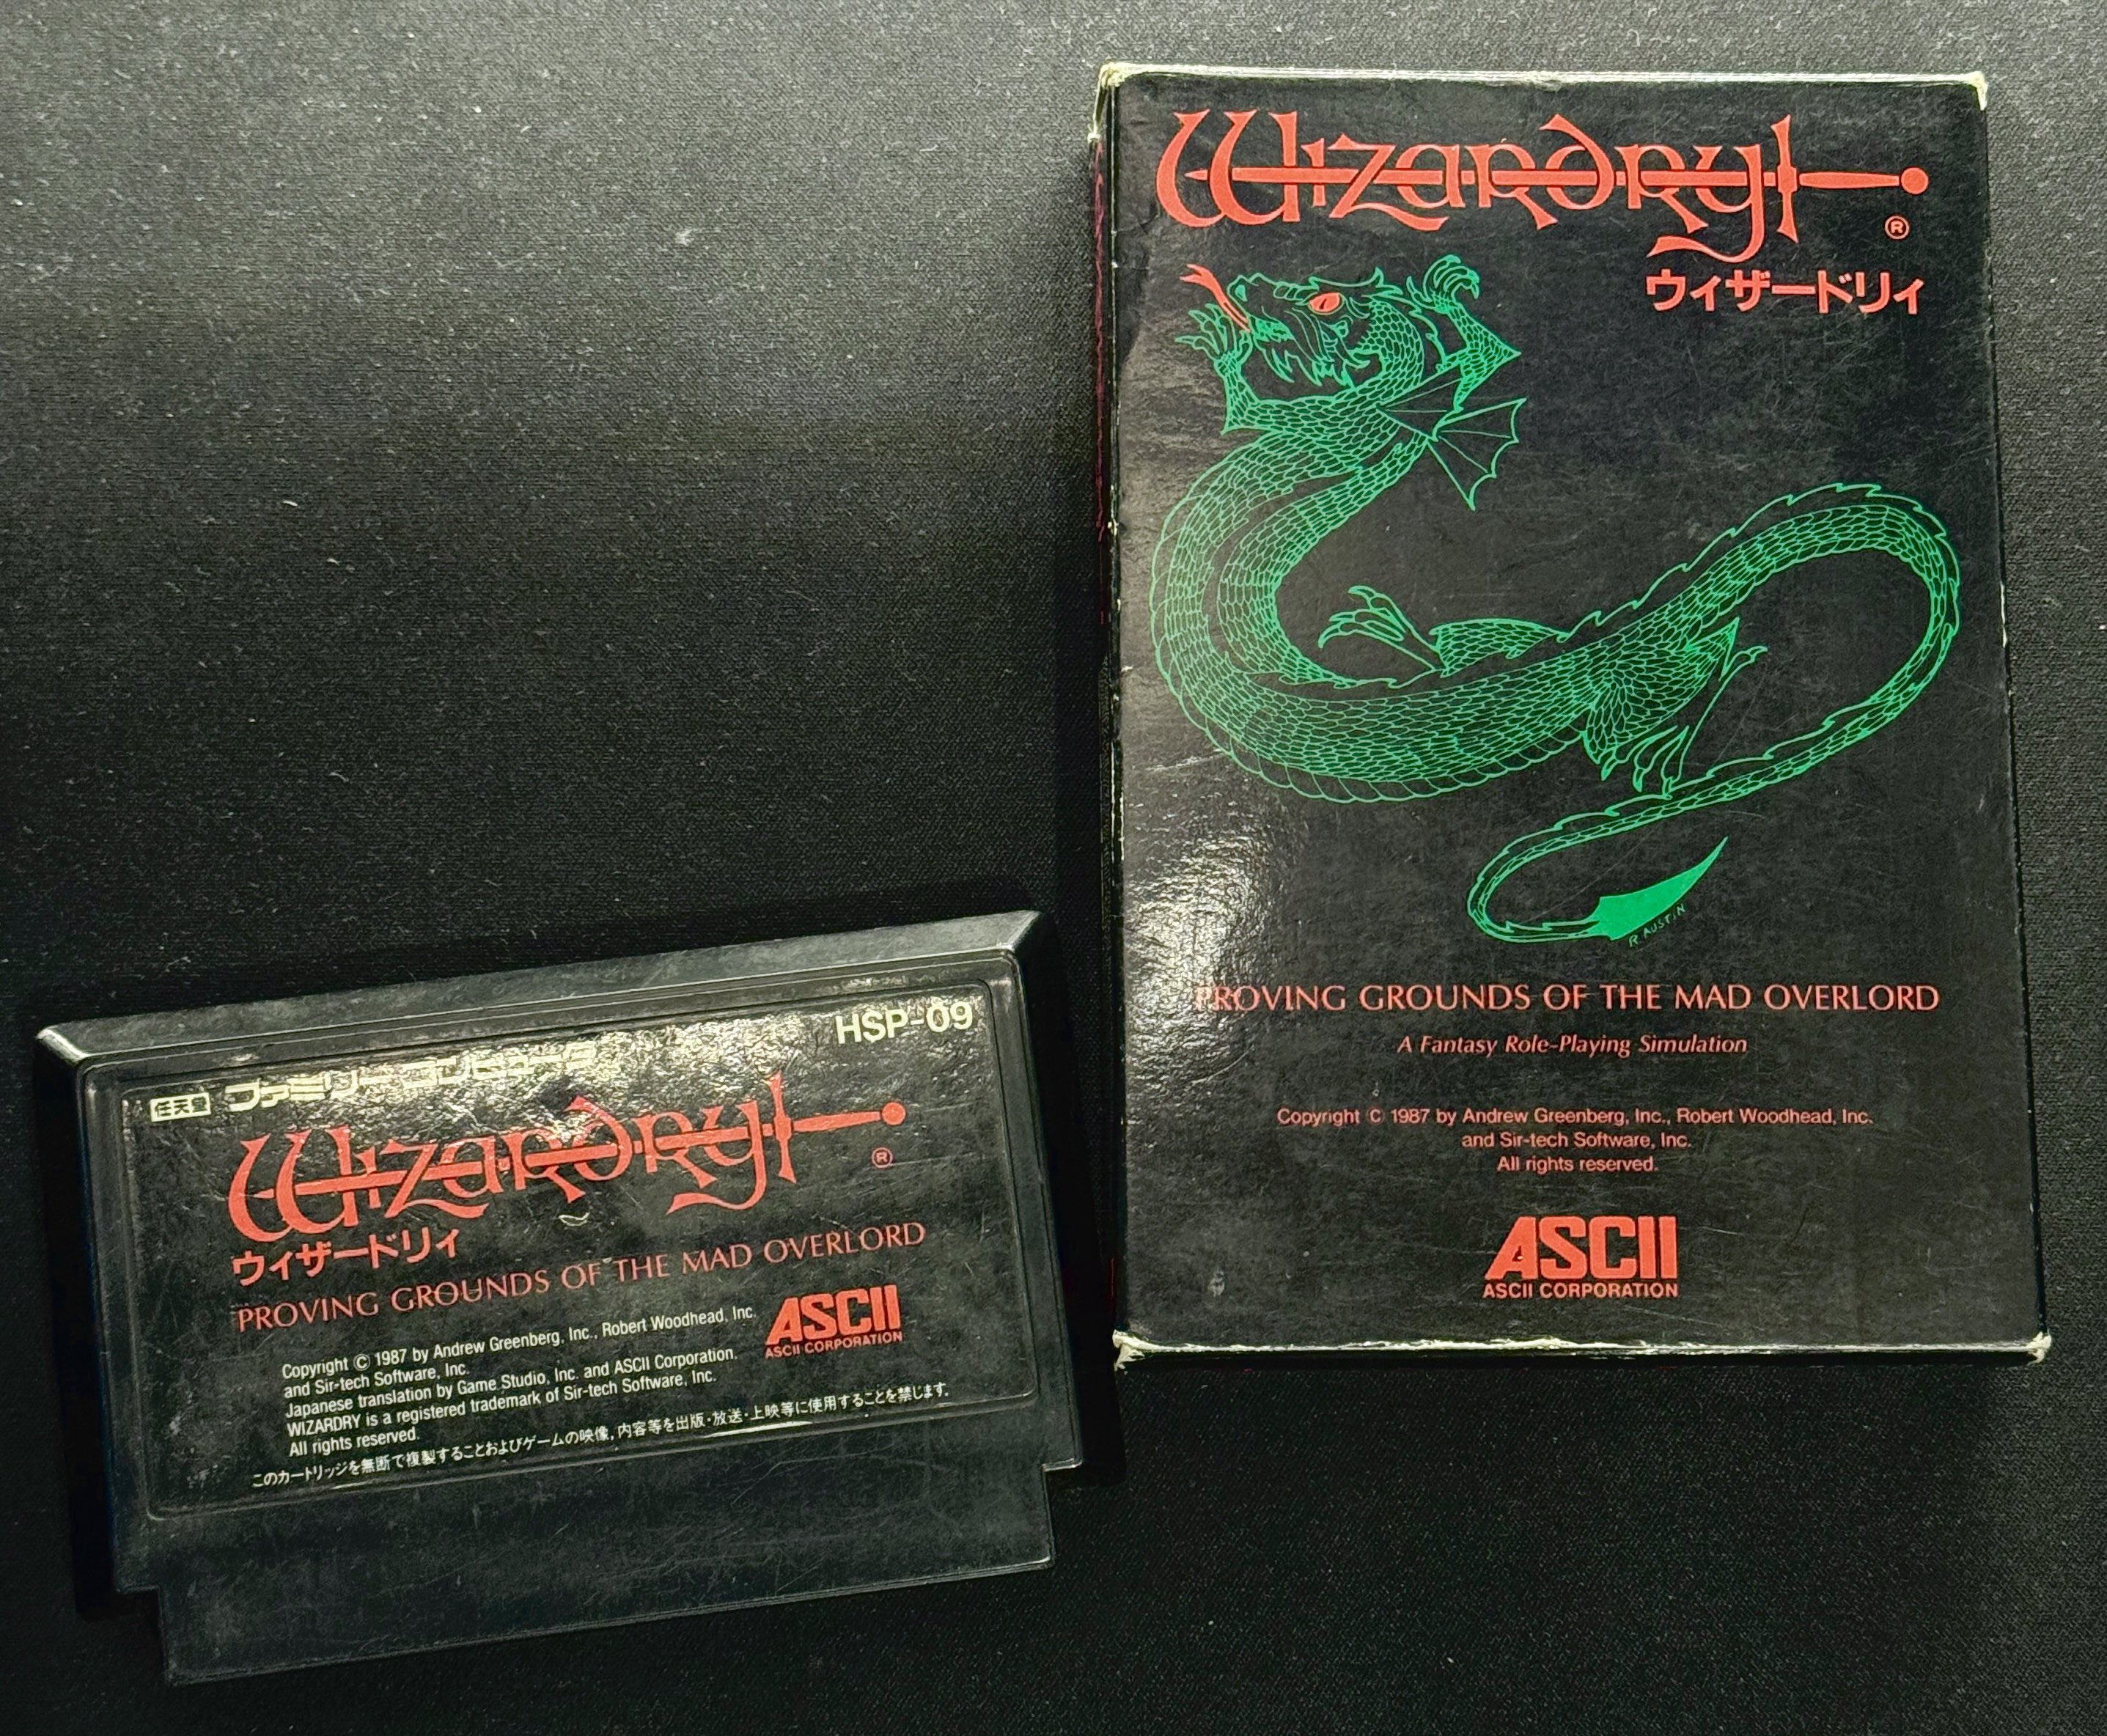 HSP-09
任天堂 ファミリーコンピュータ
Wizardry
®
ウィザードリィ
PROVING GROUNDS OF THE MAD OVERLORD
Copyright © 1987 by Andrew Greenberg, Inc., Robert Woodhead, Inc.
and Sir-tech Software, Inc.
Japanese translation by Game Studio, Inc. and ASCII Corporation.
WIZARDRY is a registered trademark of Sir-tech Software, Inc.
All rights reserved.
ASCII
ASCII CORPORATION
このカートリッジを無断で複製することおよびゲームの映像,内容等を出版・放送・上映等に使用することを禁じます.
Wizardry
®
ウィザードリィ
R. AUSTIN
PROVING GROUNDS OF THE MAD OVERLORD
A Fantasy Role-Playing Simulation
Copyright © 1987 by Andrew Greenberg, Inc., Robert Woodhead, Inc.
and Sir-tech Software, Inc.
All rights reserved.
ASCII
ASCII CORPORATION